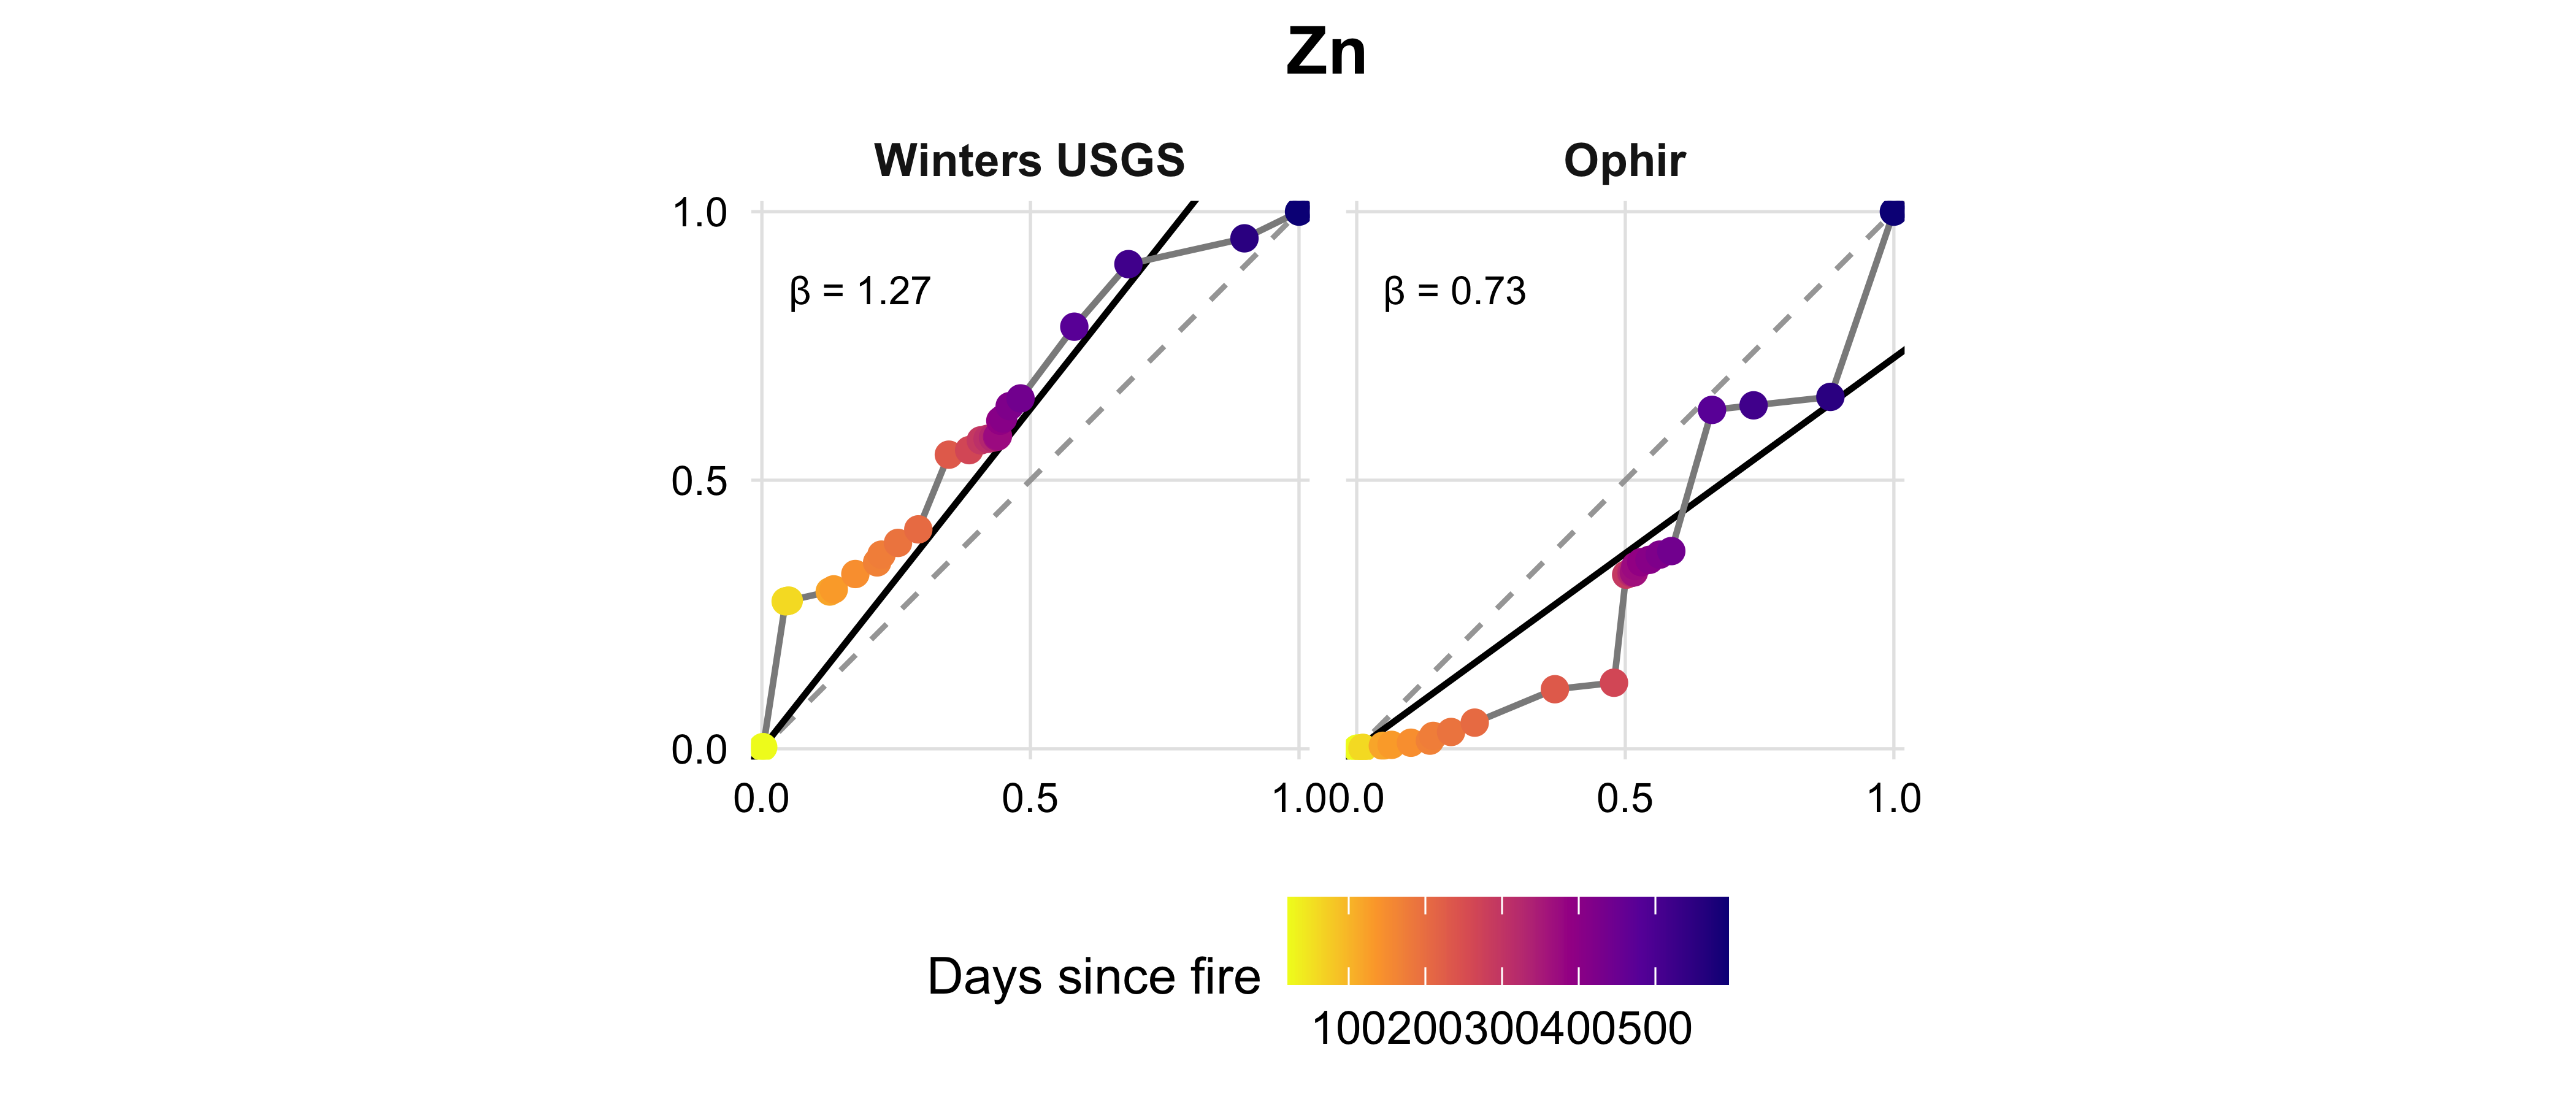 Zn
Winters USGS
Ophir
1.0
β = 1.27
β = 0.73
0.5
0.0
0.0 0.5 1.00.0 0.5 1.0
Days since fire
100200300400500